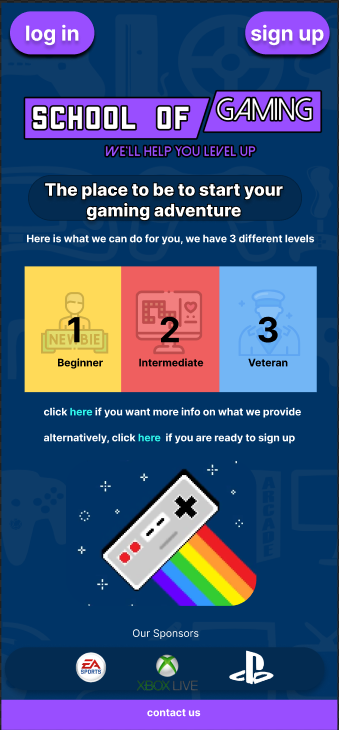 log in
sign up
SCHOOL OF GAMING
WE'LL HELP YOU LEVEL UP
The place to be to start your
gaming adventure
Here is what we can do for you, we have 3 different levels
1
2
3
NEWBIE
Beginner
Intermediate
Veteran
click here if you want more info on what we provide
alternatively, click here if you are ready to sign up
ARCADE
Our Sponsors
EA
SPORTS
XBOX LIVE
contact us